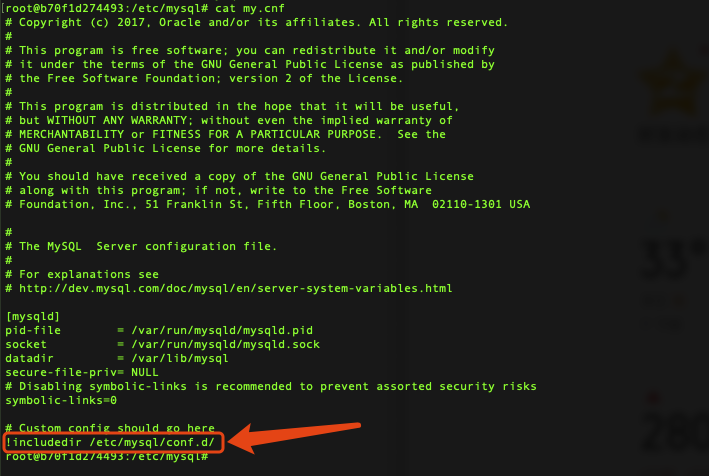 [root@b70f1d274493:/etc/mysql# cat my.cnf
# Copyright (c) 2017, Oracle and/or its affiliates. All rights reserved.
#
# This program is free software; you can redistribute it and/or modify
# it under the terms of the GNU General Public License as published by
# the Free Software Foundation; version 2 of the License.
#
# This program is distributed in the hope that it will be useful,
# but WITHOUT ANY WARRANTY; without even the implied warranty of
# MERCHANTABILITY or FITNESS FOR A PARTICULAR PURPOSE.  See the
# GNU General Public License for more details.
#
# You should have received a copy of the GNU General Public License
# along with this program; if not, write to the Free Software
# Foundation, Inc., 51 Franklin St, Fifth Floor, Boston, MA  02110-1301 USA

#
# The MySQL  Server configuration file.
#
# For explanations see
# http://dev.mysql.com/doc/mysql/en/server-system-variables.html

[mysqld]
pid-file        = /var/run/mysqld/mysqld.pid
socket          = /var/run/mysqld/mysqld.sock
datadir         = /var/lib/mysql
secure-file-priv= NULL
# Disabling symbolic-links is recommended to prevent assorted security risks
symbolic-links=0

# Custom config should go here
!includedir /etc/mysql/conf.d/
root@b70f1d274493:/etc/mysql#
33°
280